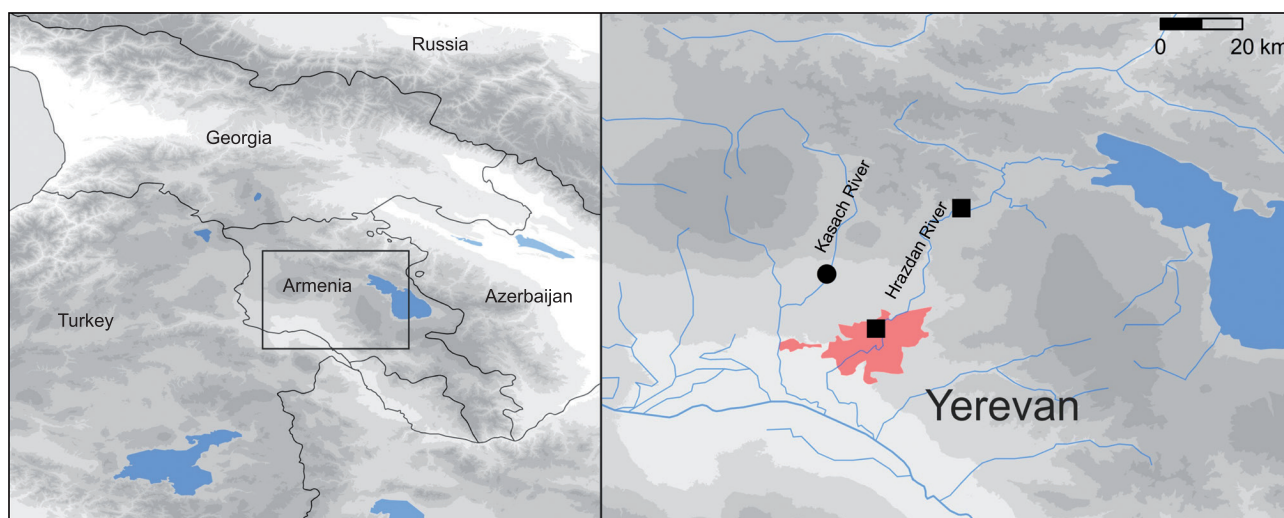 Russia
Georgia
Armenia
Azerbaijan
Turkey
0 20 km
Kasach River
Hrazdan River
Yerevan